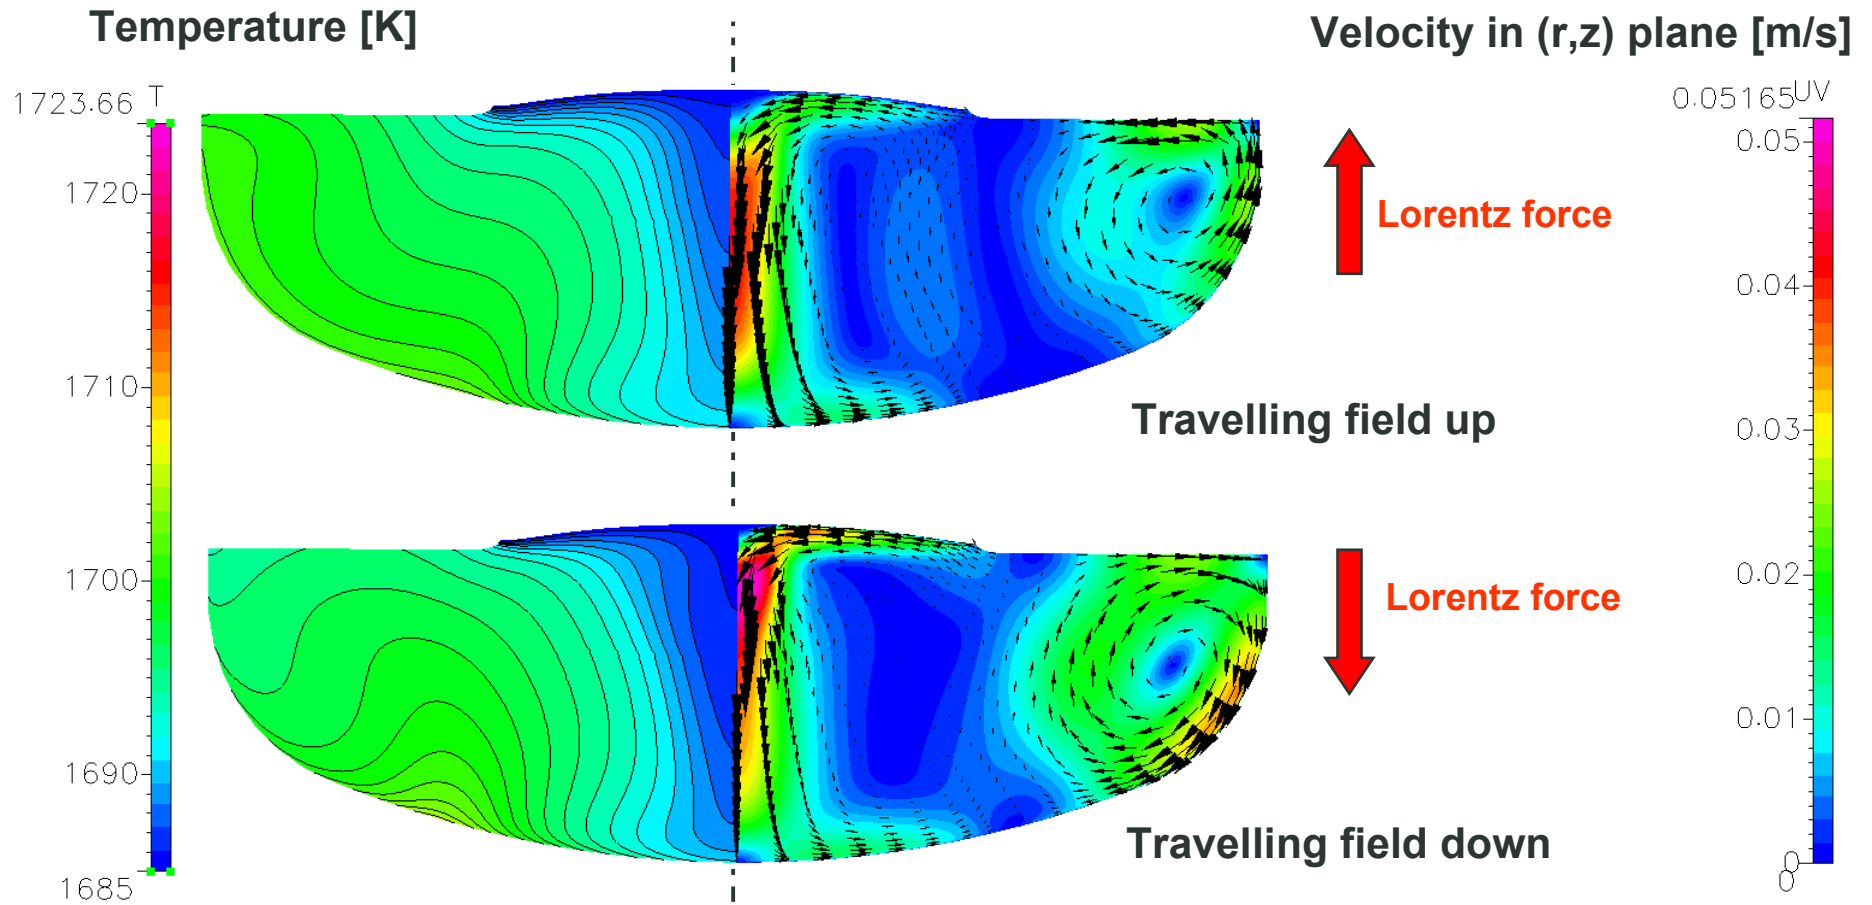 Temperature [K]
Velocity in (r,z) plane [m/s]
1723.66 T
1720
1710
1700
1690
1685
0.05165 UV
0.05
0.04
0.03
0.02
0.01
0
0
Lorentz force
Travelling field up
Lorentz force
Travelling field down